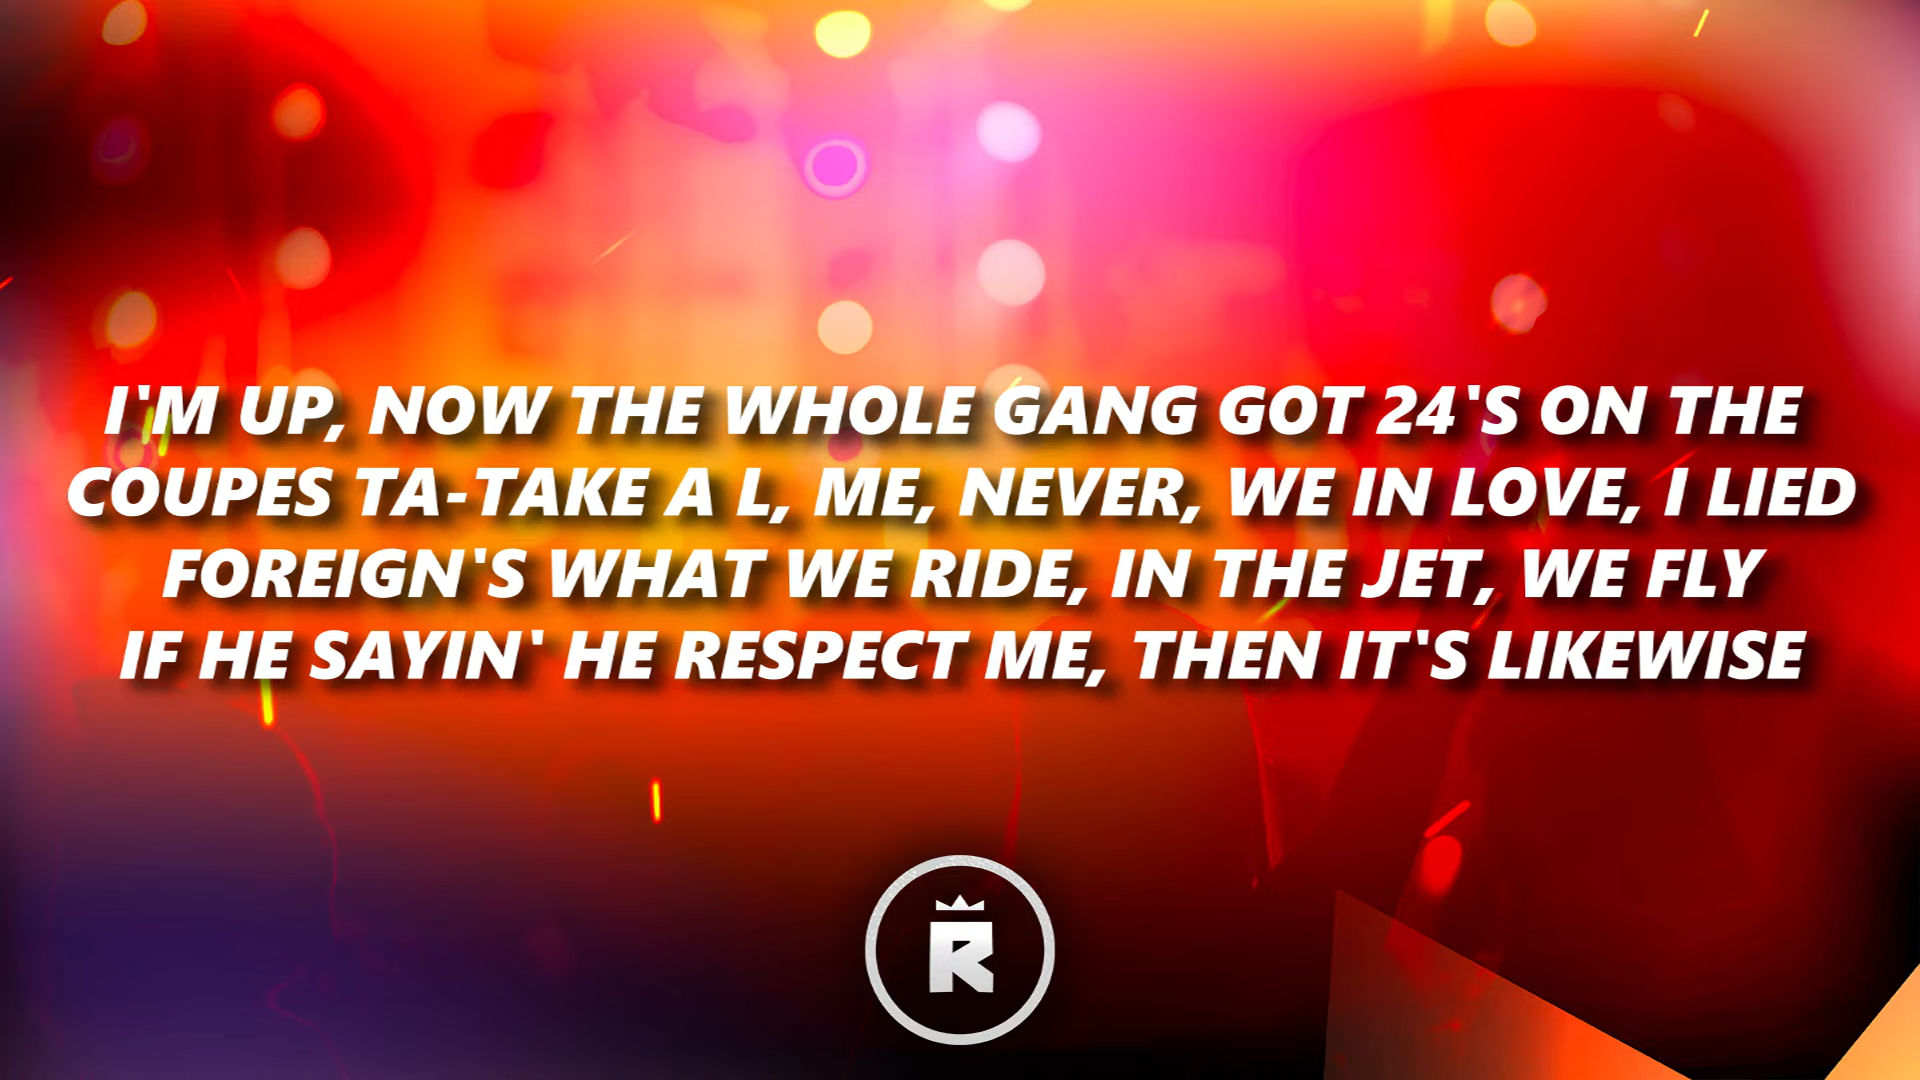 I'M UP, NOW THE WHOLE GANG GOT 24'S ON THE
COUPES TA-TAKE A L, ME, NEVER, WE IN LOVE, I LIED
FOREIGN'S WHAT WE RIDE, IN THE JET, WE FLY
IF HE SAYIN' HE RESPECT ME, THEN IT'S LIKEWISE
R